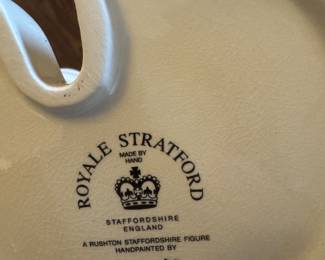 ROYALE STRATFORD
MADE BY
HAND
STAFFORDSHIRE
ENGLAND
A RUSHTON STAFFORDSHIRE FIGURE
HANDPAINTED BY